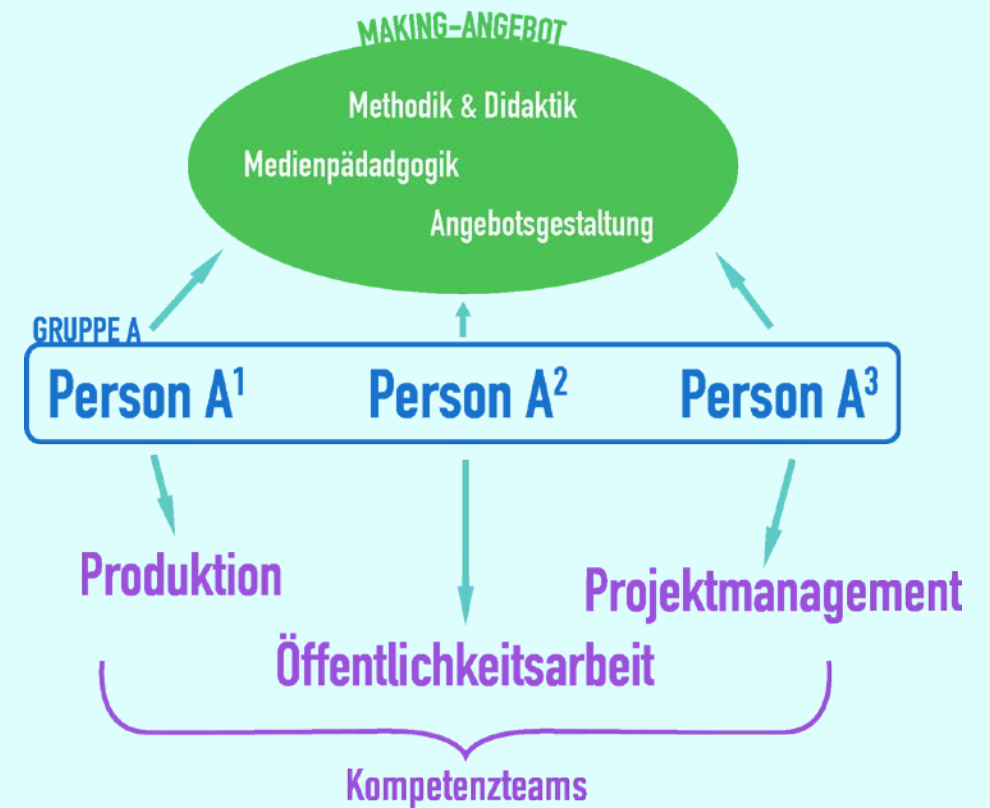 MAKING-ANGEBOT
Methodik & Didaktik
Medienpädadgogik
Angebotsgestaltung
GRUPPE A
Person A¹ Person A² Person A³
Produktion
Projektmanagement
Öffentlichkeitsarbeit
Kompetenzteams